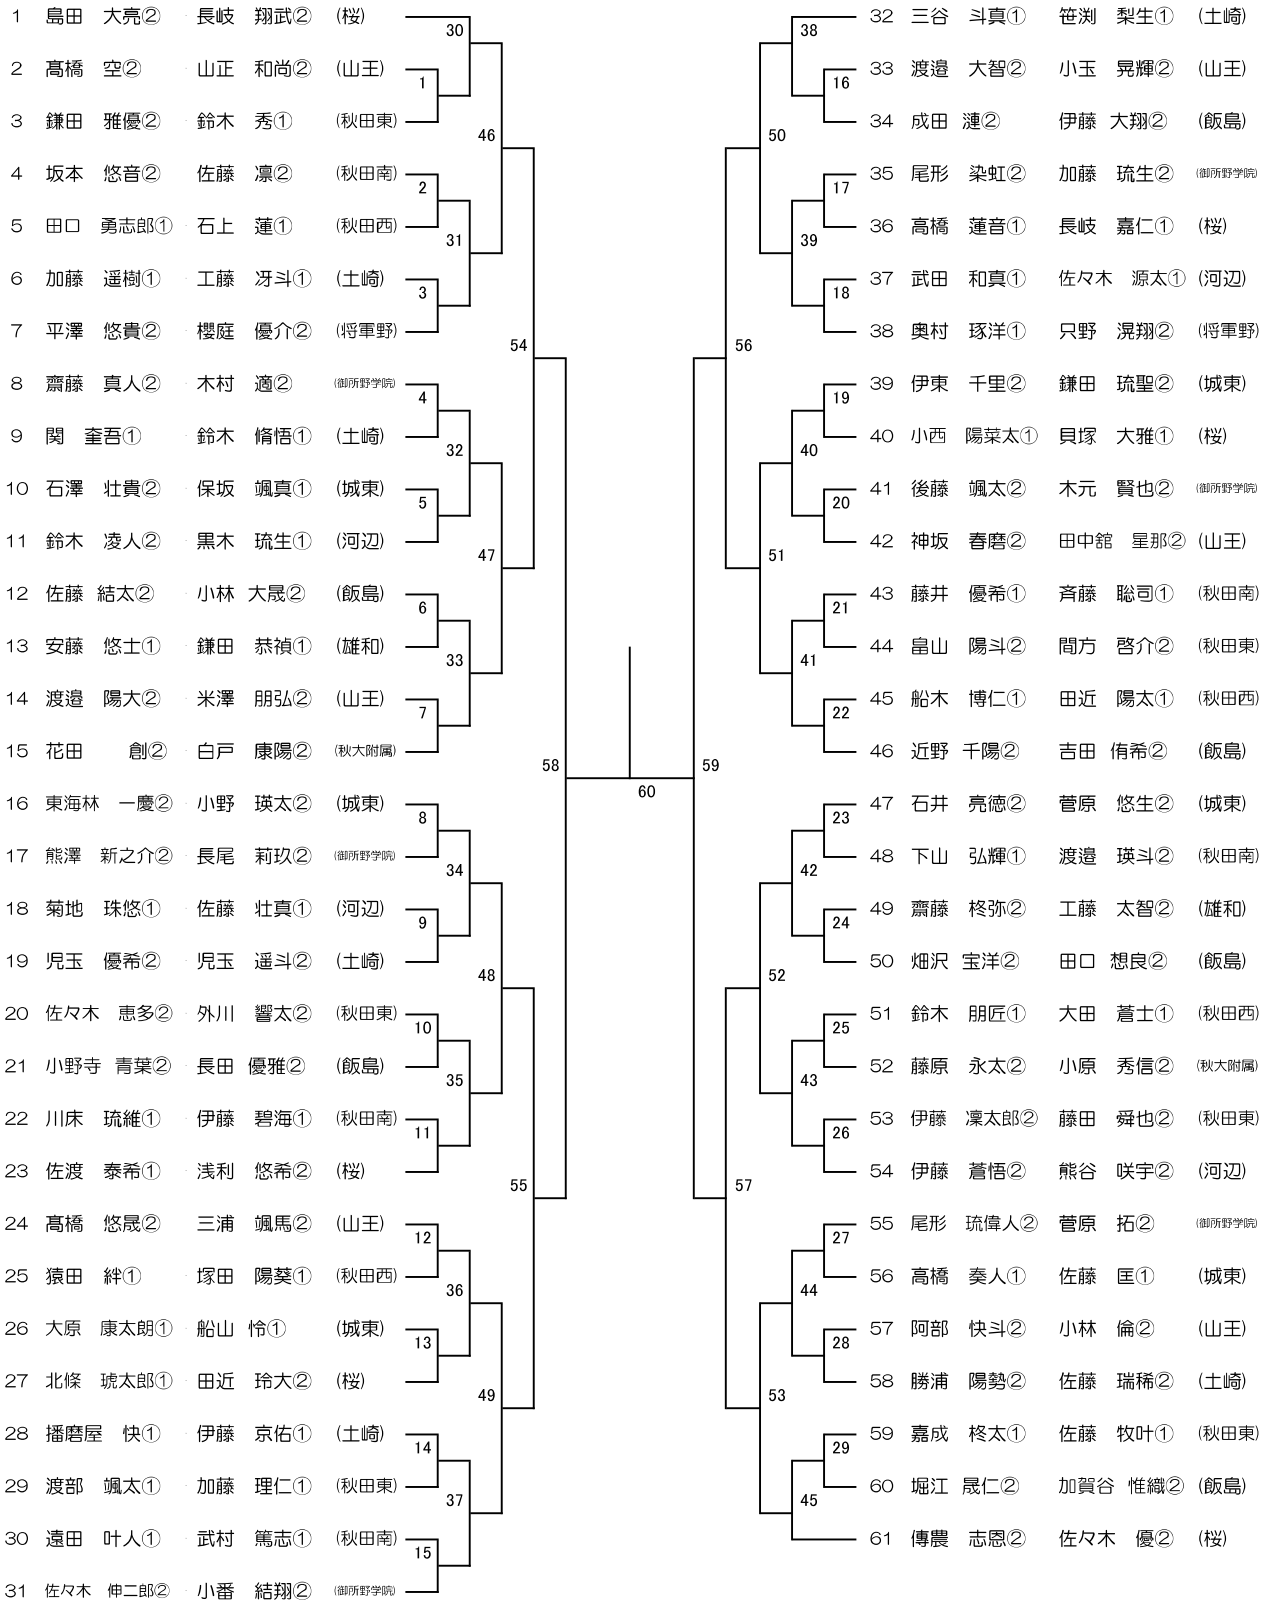 1 島田 大亮② 長岐 翔武② (桜)
2 髙橋 空② 山正 和尚② (山王)
3 鎌田 雅優② 鈴木 秀① (秋田東)
4 坂本 悠音② 佐藤 凛② (秋田南)
5 田口 勇志郎① 石上 蓮① (秋田西)
6 加藤 遥樹① 工藤 冴斗① (土崎)
7 平澤 悠貴② 櫻庭 優介② (将軍野)
8 齋藤 真人② 木村 適② (御所野学院)
9 関 奎吾① 鈴木 脩悟① (土崎)
10 石澤 壮貴② 保坂 颯真① (城東)
11 鈴木 凌人② 黒木 琉生① (河辺)
12 佐藤 結太② 小林 大晟② (飯島)
13 安藤 悠士① 鎌田 恭禎① (雄和)
14 渡邉 陽大② 米澤 朋弘② (山王)
15 花田 創② 白戸 康陽② (秋大附属)
16 東海林 一慶② 小野 瑛太② (城東)
17 熊澤 新之介② 長尾 莉玖② (御所野学院)
18 菊地 珠悠① 佐藤 壮真① (河辺)
19 児玉 優希② 児玉 遥斗② (土崎)
20 佐々木 恵多② 外川 響太② (秋田東)
21 小野寺 青葉② 長田 優雅② (飯島)
22 川床 琉維① 伊藤 碧海① (秋田南)
23 佐渡 泰希① 浅利 悠希② (桜)
24 髙橋 悠晟② 三浦 颯馬② (山王)
25 猿田 絆① 塚田 陽葵① (秋田西)
26 大原 康太朗① 船山 怜① (城東)
27 北條 琥太郎① 田近 玲大② (桜)
28 播磨屋 快① 伊藤 京佑① (土崎)
29 渡部 颯太① 加藤 理仁① (秋田東)
30 遠田 叶人① 武村 篤志① (秋田南)
31 佐々木 伸二郎② 小番 結翔② (御所野学院)
30
1
46
2
31
3
54
4
32
5
47
6
33
7
58
8
34
9
48
10
35
11
55
12
36
13
49
14
37
15
60
38
16
50
17
39
18
56
19
40
20
51
21
41
22
59
23
42
24
52
25
43
26
57
27
44
28
53
29
45
32 三谷 斗真① 笹渕 梨生① (土崎)
33 渡邉 大智② 小玉 晃輝② (山王)
34 成田 漣② 伊藤 大翔② (飯島)
35 尾形 染虹② 加藤 琉生② (御所野学院)
36 高橋 蓮音① 長岐 嘉仁① (桜)
37 武田 和真① 佐々木 源太① (河辺)
38 奥村 琢洋① 只野 滉翔② (将軍野)
39 伊東 千里② 鎌田 琉聖② (城東)
40 小西 陽菜太① 貝塚 大雅① (桜)
41 後藤 颯太② 木元 賢也② (御所野学院)
42 神坂 春磨② 田中舘 星那② (山王)
43 藤井 優希① 斉藤 聡司① (秋田南)
44 畠山 陽斗② 間方 啓介② (秋田東)
45 船木 博仁① 田近 陽太① (秋田西)
46 近野 千陽② 吉田 侑希② (飯島)
47 石井 亮徳② 菅原 悠生② (城東)
48 下山 弘輝① 渡邉 瑛斗② (秋田南)
49 齋藤 柊弥② 工藤 太智② (雄和)
50 畑沢 宝洋② 田口 想良② (飯島)
51 鈴木 朋匠① 大田 蒼士① (秋田西)
52 藤原 永太② 小原 秀信② (秋大附属)
53 伊藤 凜太郎② 藤田 舜也② (秋田東)
54 伊藤 蒼悟② 熊谷 咲宇② (河辺)
55 尾形 琉偉人② 菅原 拓② (御所野学院)
56 高橋 奏人① 佐藤 匡① (城東)
57 阿部 快斗② 小林 倫② (山王)
58 勝浦 陽勢② 佐藤 瑞稀② (土崎)
59 嘉成 柊太① 佐藤 牧叶① (秋田東)
60 堀江 晟仁② 加賀谷 惟織② (飯島)
61 傳農 志恩② 佐々木 優② (桜)